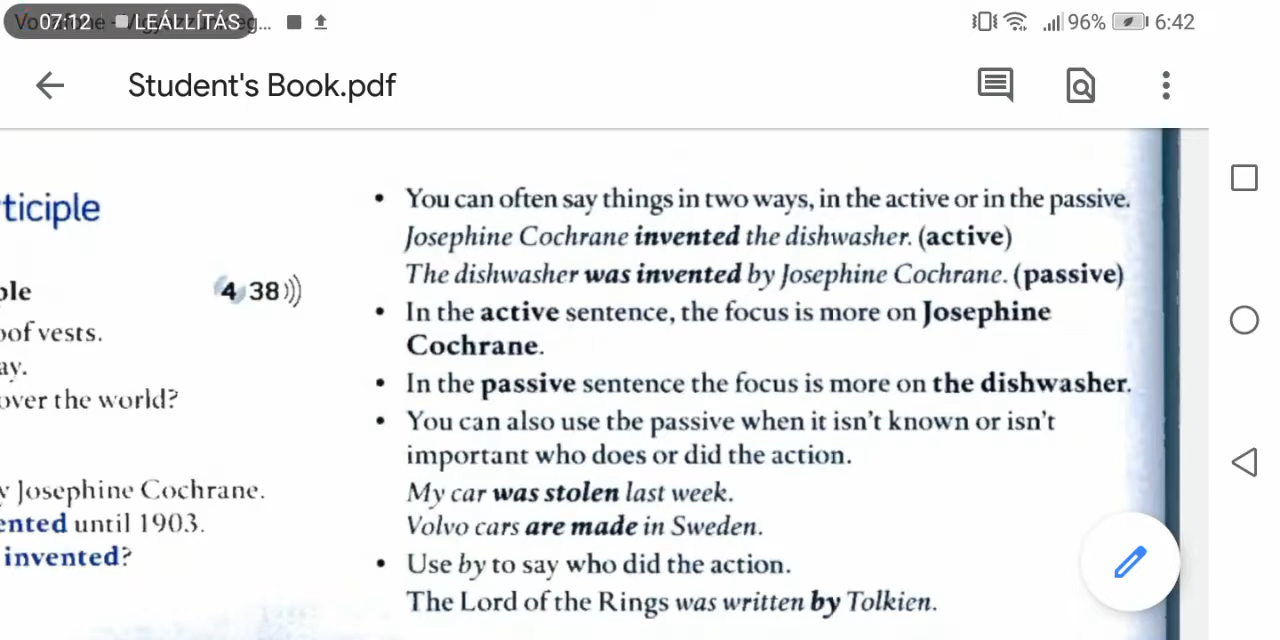 07:12 LEÁLLÍTÁS
96% 6:42
Student's Book.pdf
ticiple
ple
4 38
oof vests.
ay.
over the world?
y Josephine Cochrane.
ented until 1903.
invented?
• You can often say things in two ways, in the active or in the passive.
Josephine Cochrane invented the dishwasher. (active)
The dishwasher was invented by Josephine Cochrane. (passive)
• In the active sentence, the focus is more on Josephine
Cochrane.
• In the passive sentence the focus is more on the dishwasher.
• You can also use the passive when it isn't known or isn't
important who does or did the action.
My car was stolen last week.
Volvo cars are made in Sweden.
• Use by to say who did the action.
The Lord of the Rings was written by Tolkien.